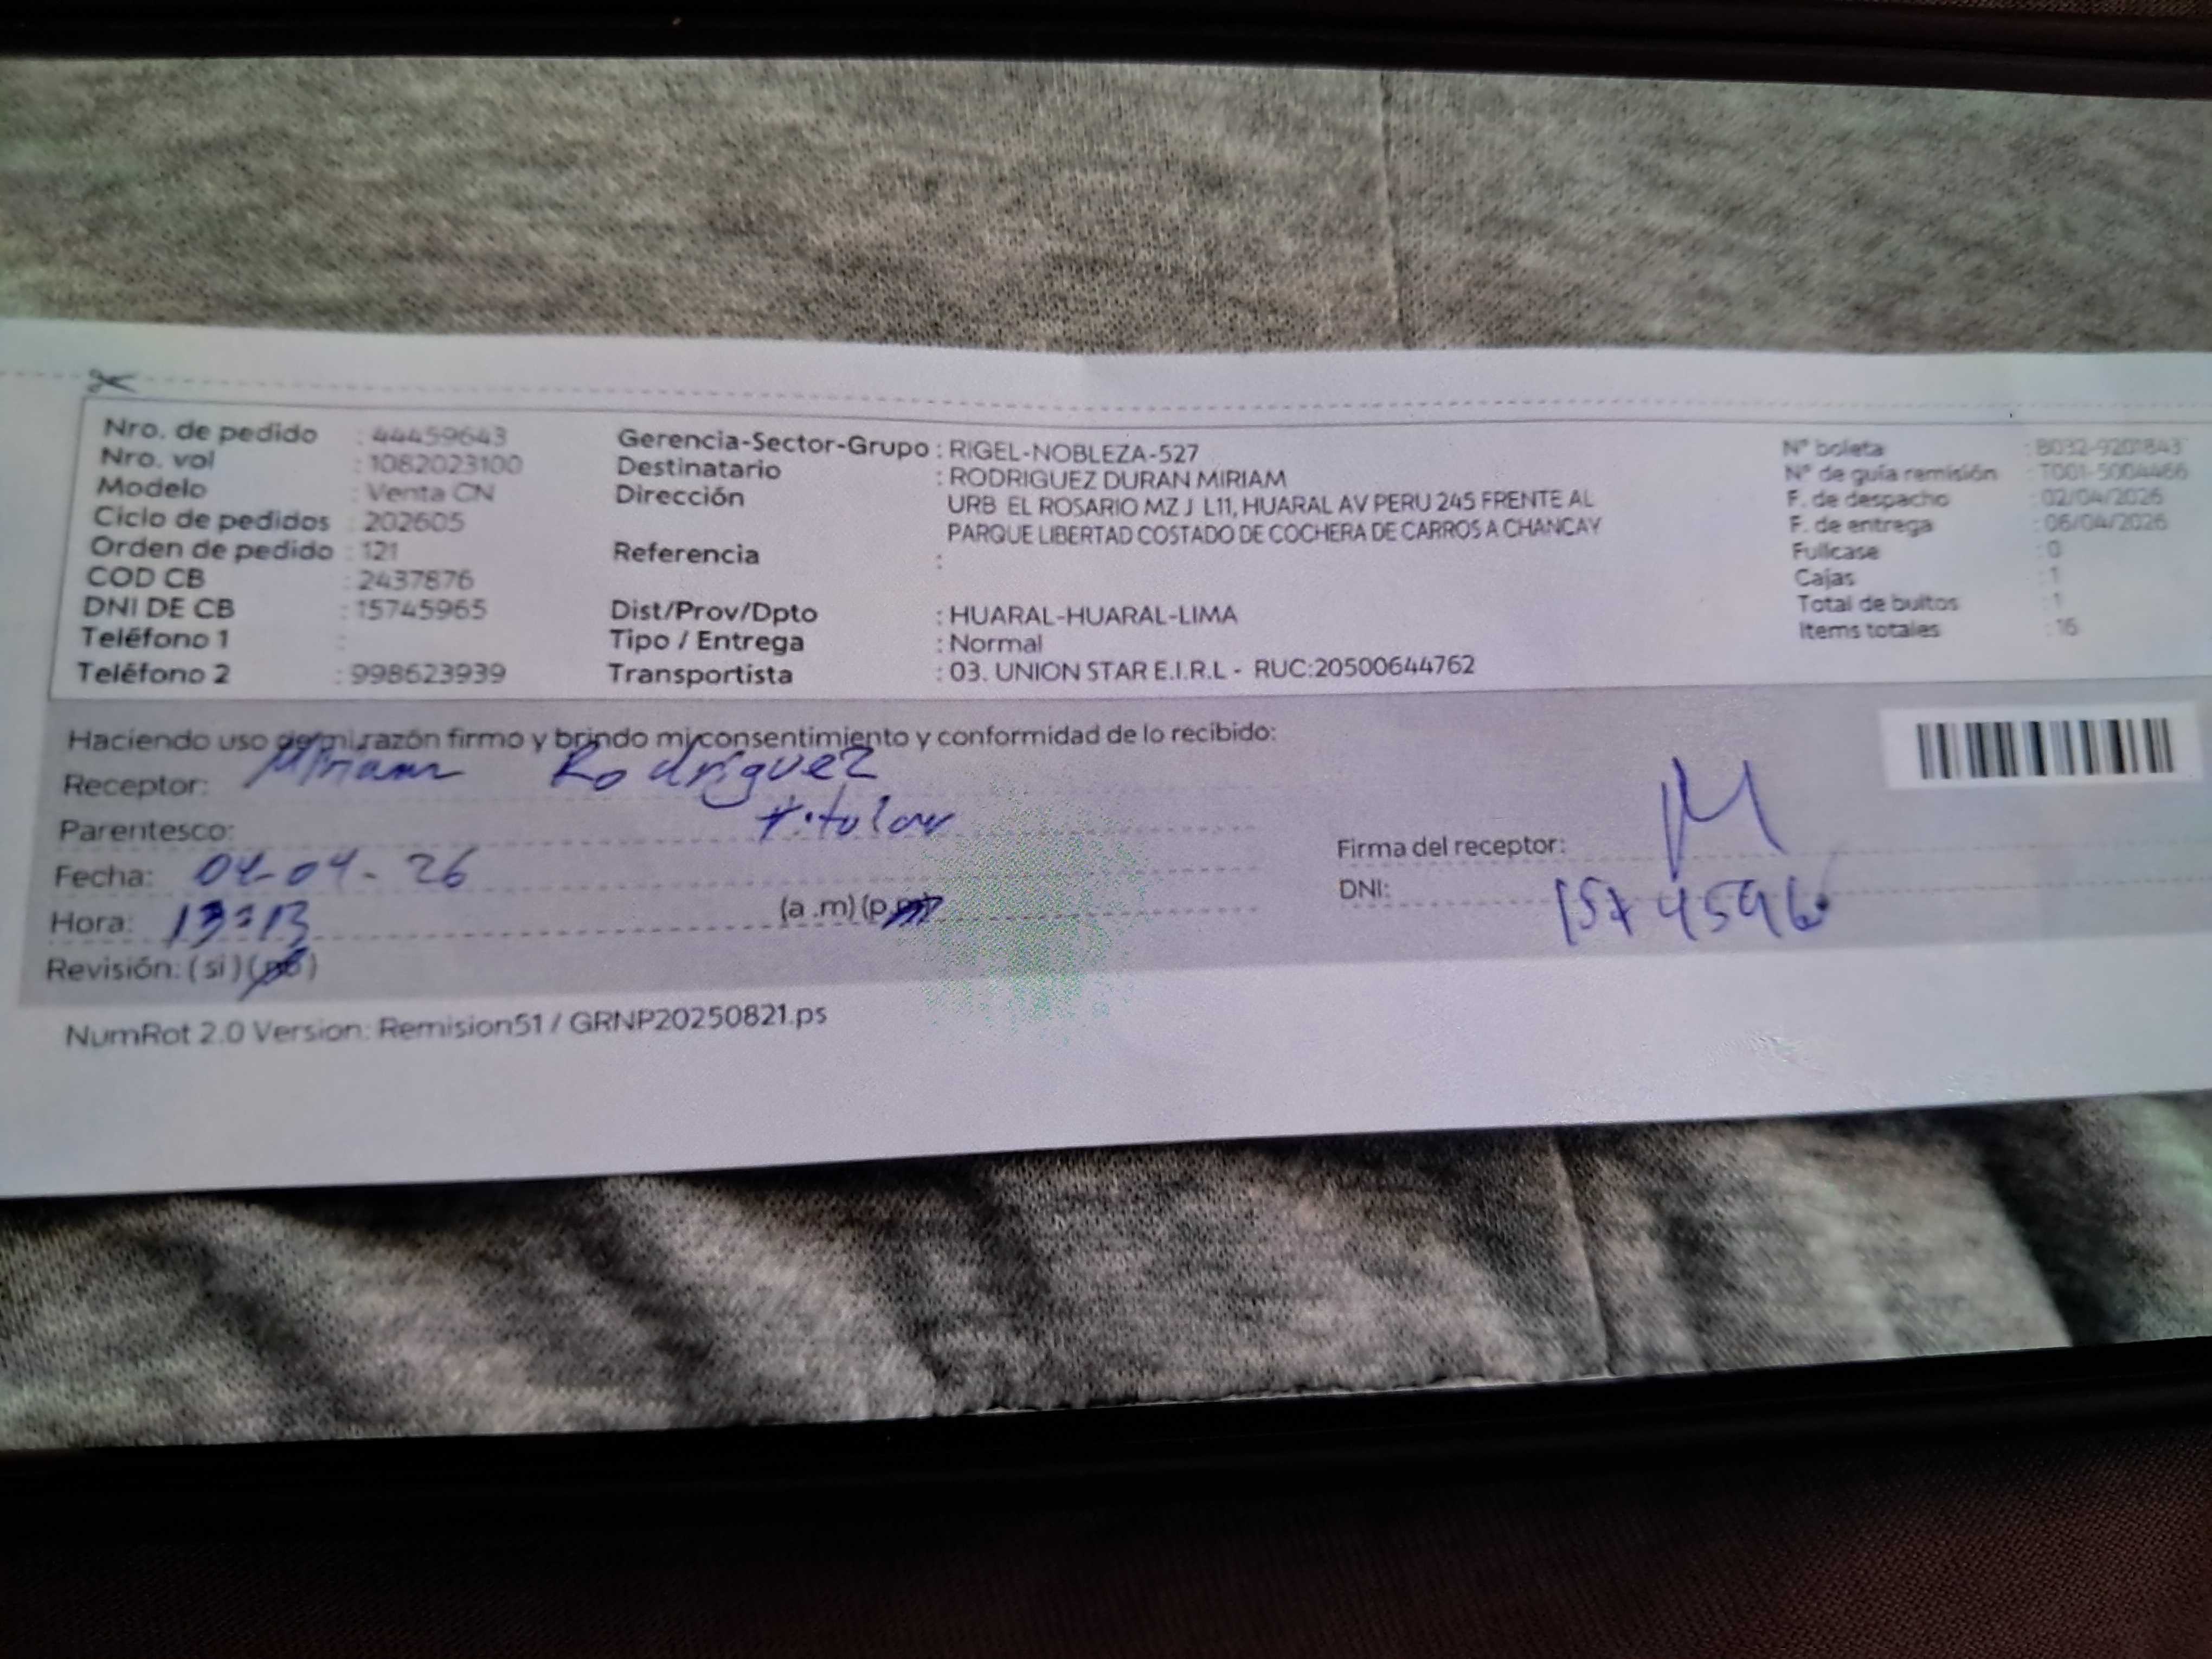 Nro. de pedido : 44459643
Nro. vol : 1082023100
Modelo : Venta CN
Ciclo de pedidos : 202605
Orden de pedido : 121
COD CB : 2437876
DNI DE CB : 15745965
Teléfono 1 :
Teléfono 2 : 998623939
Gerencia-Sector-Grupo : RIGEL-NOBLEZA-527
Destinatario : RODRIGUEZ DURAN MIRIAM
Dirección URB EL ROSARIO MZ J L11, HUARAL AV PERU 245 FRENTE AL
PARQUE LIBERTAD COSTADO DE COCHERA DE CARROS A CHANCAY
Referencia :
Dist/Prov/Dpto : HUARAL-HUARAL-LIMA
Tipo / Entrega : Normal
Transportista : 03. UNION STAR E.I.R.L - RUC:20500644762
N° boleta : B032-9201843
N° de guía remisión : T001-5004466
F. de despacho : 02/04/2026
F. de entrega : 06/04/2026
Fullcase : 0
Cajas : 1
Total de bultos : 1
Items totales : 16
Haciendo uso de mi razón firmo y brindo mi consentimiento y conformidad de lo recibido:
Receptor: Miriam Rodriguez
Parentesco: titular
Fecha: 04-04-26
Hora: 13:13 (a .m) (p.m)
Revisión: (si) (no)
Firma del receptor: M
DNI: 1574596
NumRot 2.0 Version: Remision51 / GRNP20250821.ps